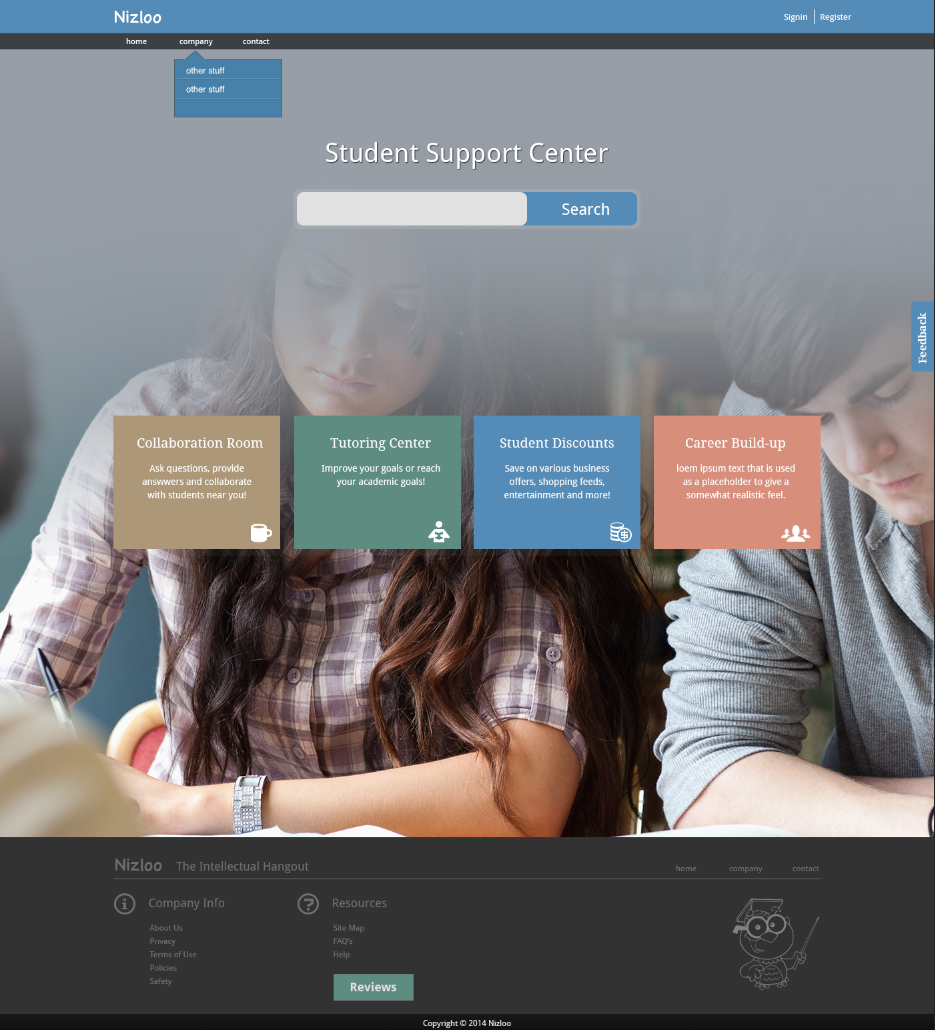 Nizloo
Signin Register
home company contact
other stuff
other stuff
Student Support Center
Search
Feedback
Collaboration Room
Ask questions, provide
answwers and collaborate
with students near you!
Tutoring Center
Improve your goals or reach
your academic goals!
Student Discounts
Save on various business
offers, shopping feeds,
entertainment and more!
Career Build-up
loem lpsum text that is used
as a placeholder to give a
somewhat realistic feel.
Nizloo The Intellectual Hangout
home company contact
Company Info
About Us
Privacy
Terms of Use
Policies
Safety
Resources
Site Map
FAQ's
Help
Reviews
Copyright © 2014 Nizloo